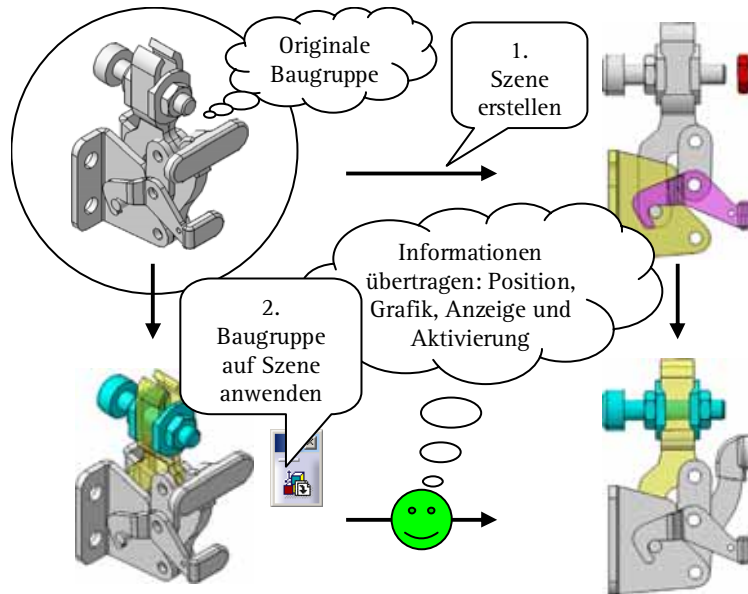 Originale
Baugruppe
1.
Szene
erstellen
Informationen
übertragen: Position,
Grafik, Anzeige und
Aktivierung
2.
Baugruppe
auf Szene
anwenden